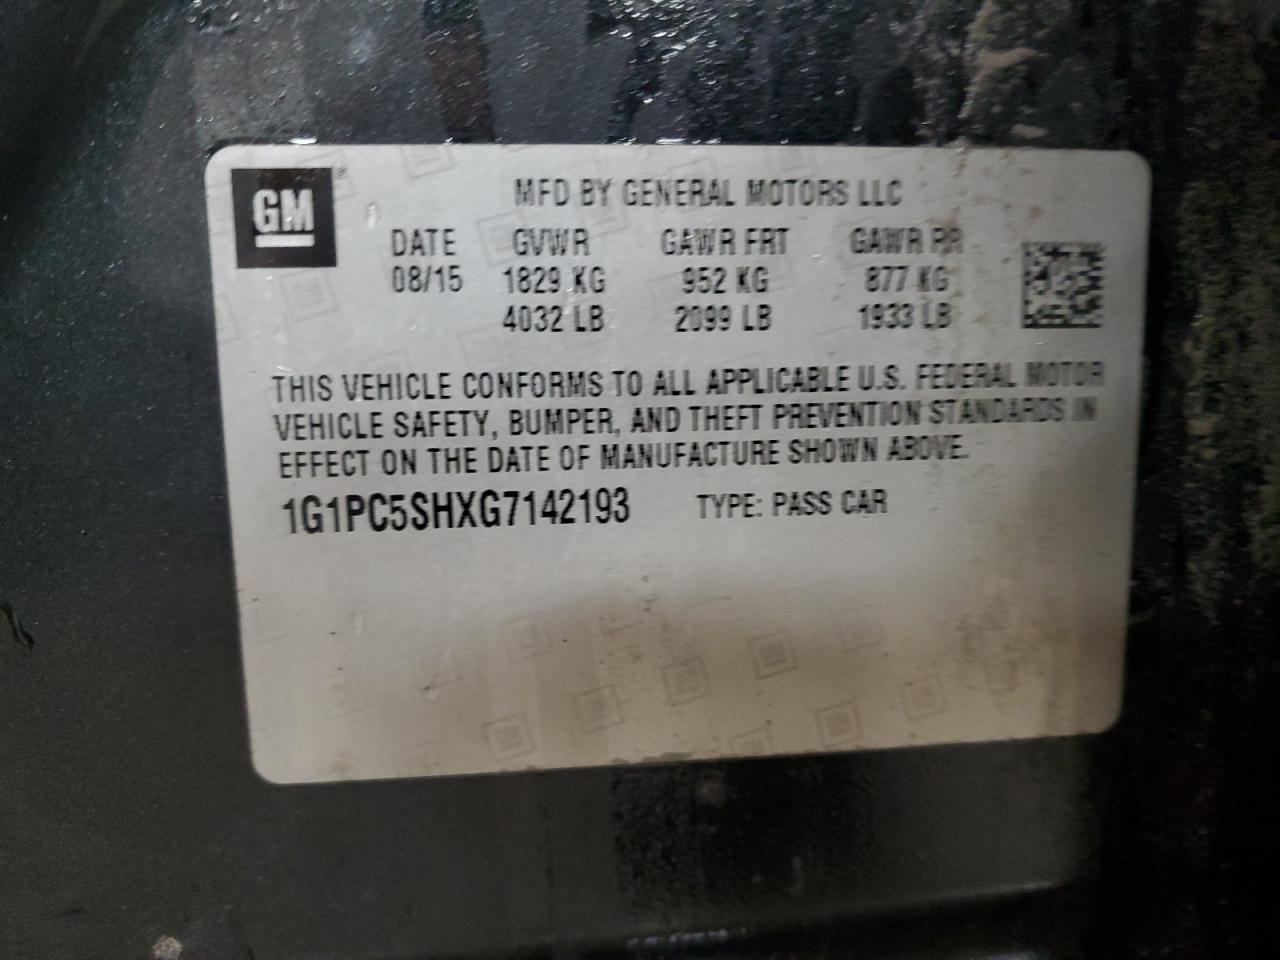 GM
MFD BY GENERAL MOTORS LLC
DATE GVWR GAWR FRT GAWR RR
08/15 1829 KG 952 KG 877 KG
4032 LB 2099 LB 1933 LB
THIS VEHICLE CONFORMS TO ALL APPLICABLE U.S. FEDERAL MOTOR
VEHICLE SAFETY, BUMPER, AND THEFT PREVENTION STANDARDS IN
EFFECT ON THE DATE OF MANUFACTURE SHOWN ABOVE.
1G1PC5SHXG7142193 TYPE: PASS CAR